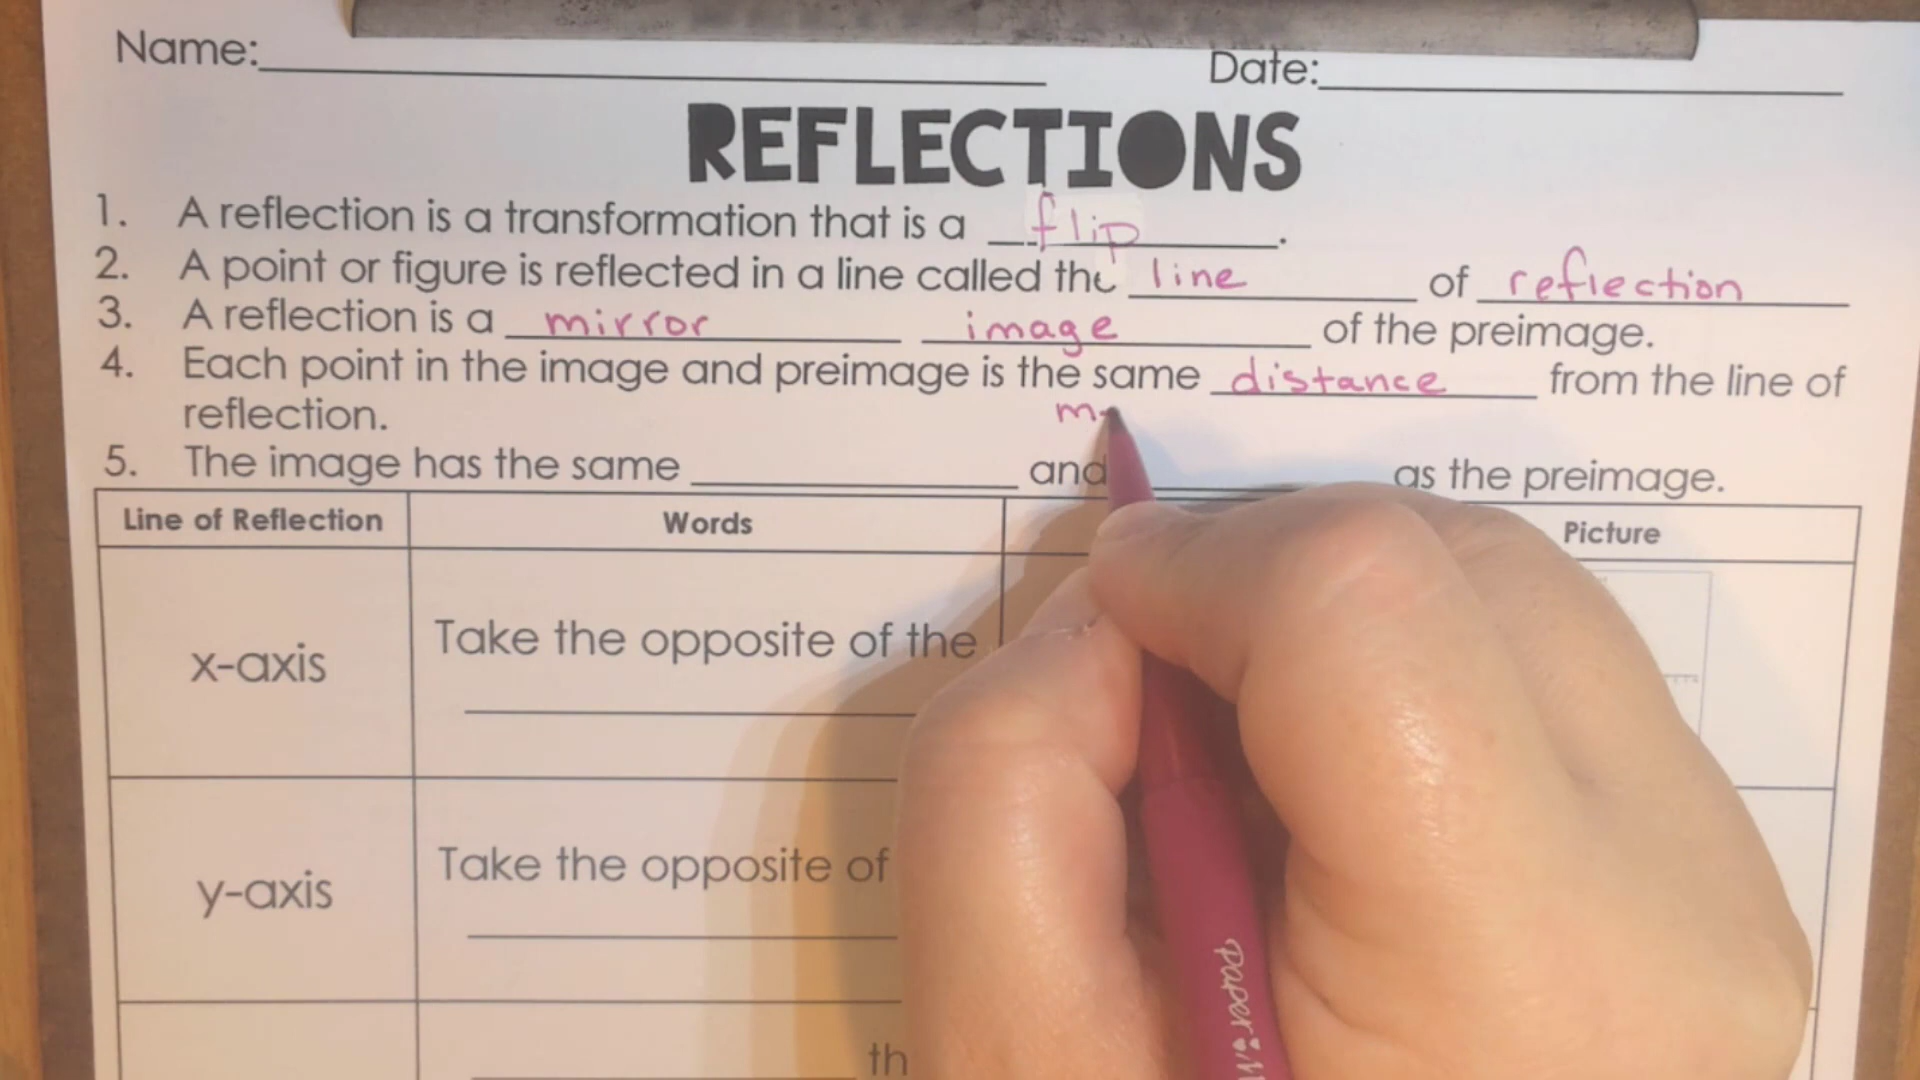 Name: Date:
REFLECTIONS
1. A reflection is a transformation that is a flip.
2. A point or figure is reflected in a line called the line of reflection
3. A reflection is a mirror image of the preimage.
4. Each point in the image and preimage is the same distance from the line of
reflection.
m
5. The image has the same and as the preimage.
Line of Reflection Words Picture
x-axis Take the opposite of the
y-axis Take the opposite of
th
paper